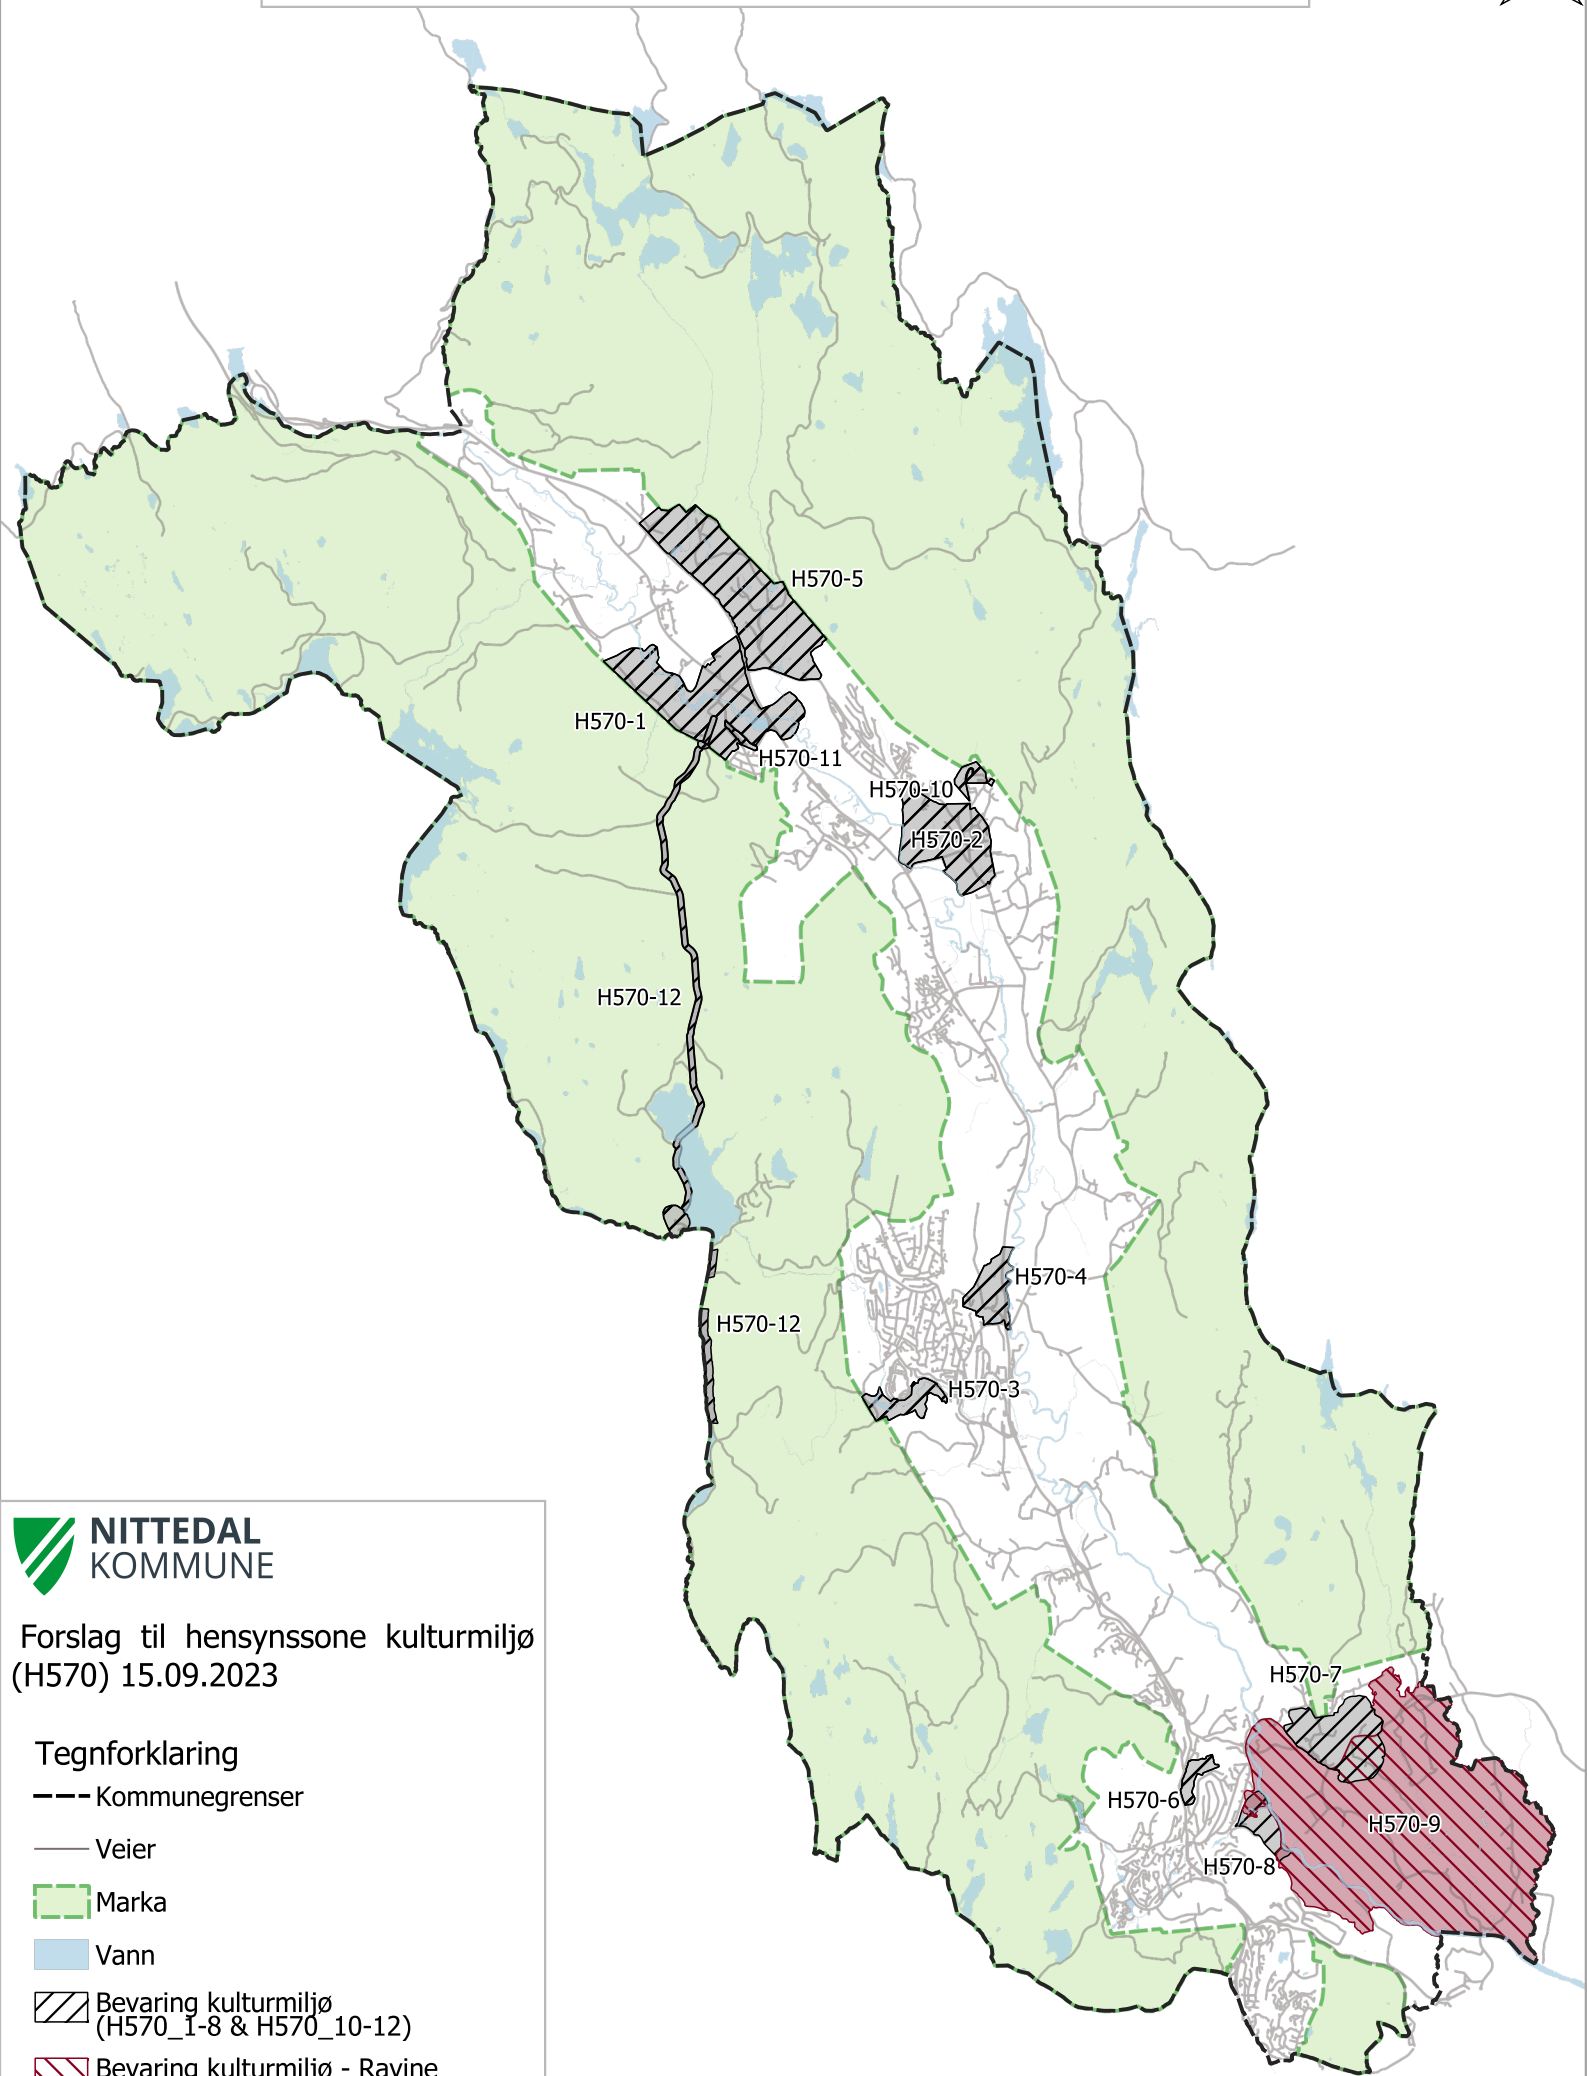 H570-5
H570-1
H570-11
H570-10
H570-2
H570-12
H570-4
H570-12
H570-3
H570-7
H570-6
H570-9
H570-8
NITTEDAL
KOMMUNE
Forslag til hensynssone kulturmiljø
(H570) 15.09.2023
Tegnforklaring
Kommunegrenser
Veier
Marka
Vann
Bevaring kulturmiljø
(H570_1-8 & H570_10-12)
Bevaring kulturmiljø - Ravine